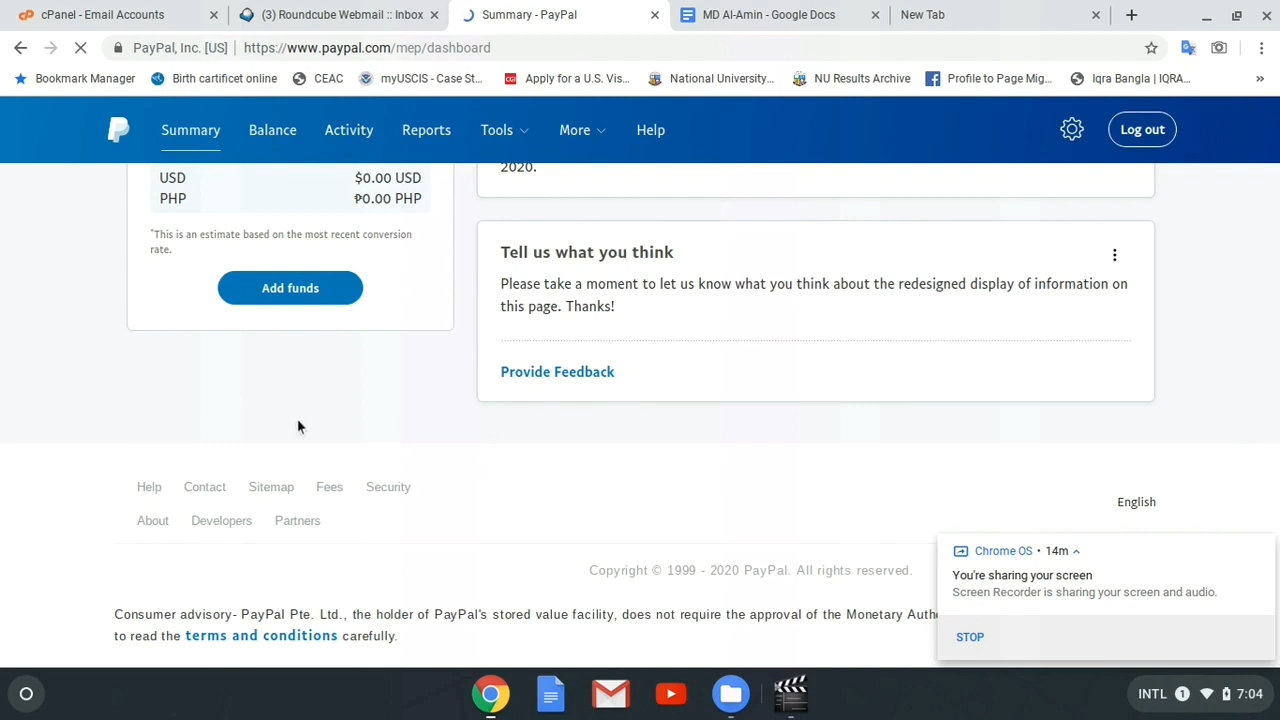 cPanel - Email Accounts
(3) Roundcube Webmail :: Inbox
Summary - PayPal
MD Al-Amin - Google Docs
New Tab
PayPal, Inc. [US]
https://www.paypal.com/mep/dashboard
Bookmark Manager
Birth certificet online
CEAC
myUSCIS - Case St...
Apply for a U.S. Vis...
National University...
NU Results Archive
Profile to Page Mig...
Iqra Bangla | IQRA...
»
Summary
Balance
Activity
Reports
Tools
More
Help
Log out
USD $0.00 USD
PHP ₱0.00 PHP
*This is an estimate based on the most recent conversion
rate.
Add funds
2020.
Tell us what you think
Please take a moment to let us know what you think about the redesigned display of information on
this page. Thanks!
Provide Feedback
Help Contact Sitemap Fees Security
About Developers Partners
English
Copyright © 1999 - 2020 PayPal. All rights reserved.
Consumer advisory- PayPal Pte. Ltd., the holder of PayPal's stored value facility, does not require the approval of the Monetary
to read the terms and conditions carefully.
Chrome OS • 14m
You're sharing your screen
Screen Recorder is sharing your screen and audio.
STOP
INTL 1 7:04